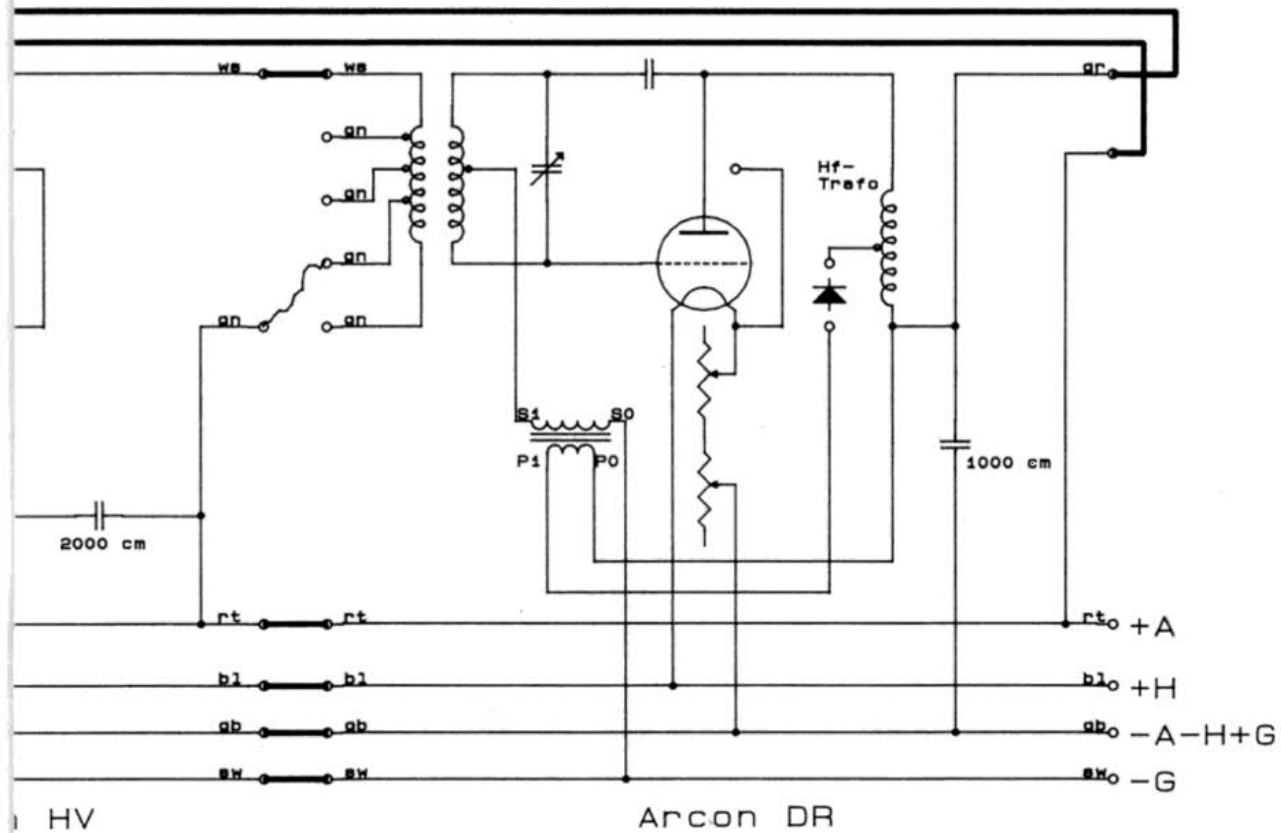 ws ws gr
gn
Hf-
Trafo
gn
gn
gn gn
S1 S0
P1 P0
1000 cm
2000 cm
rt rt rt +A
bl bl bl +H
gb gb gb -A-H+G
sw sw sw -G
HV Arcon DR